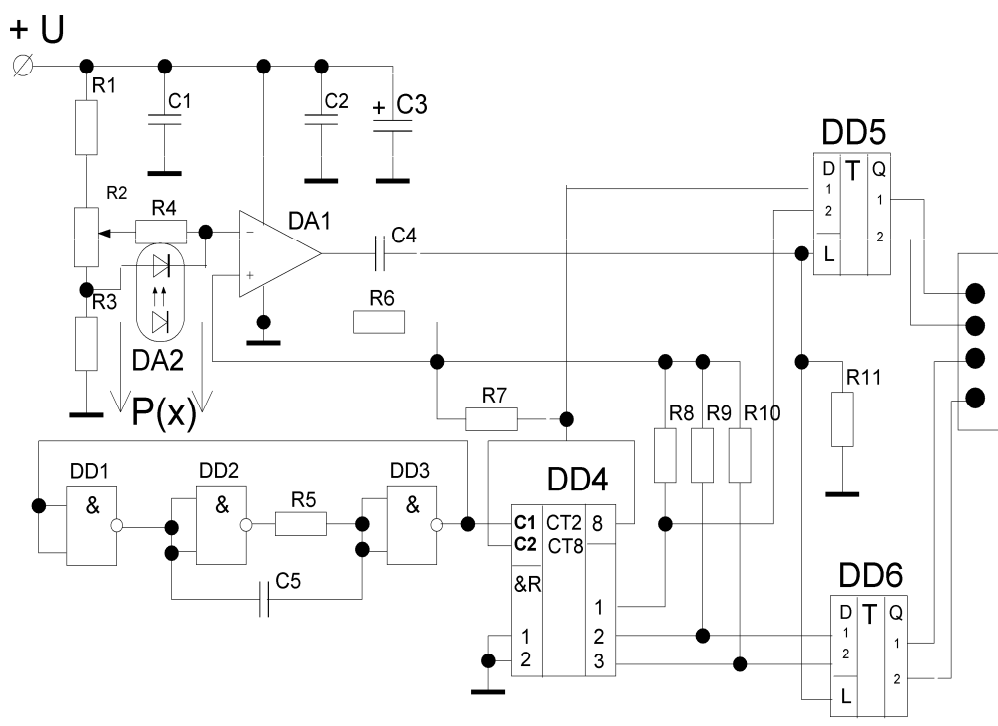 + U
R1
C1
C2
+ C3
DD5
D T Q
1
2
1
2
L
R2
R4
DA1
−
+
C4
R3
R6
DA2
P(x)
R7
R8
R9
R10
R11
DD1
&
DD2
&
R5
DD3
&
C5
DD4
C1 CT2 8
C2 CT8
&R
1
1
2
2
3
DD6
D T Q
1
2
1
2
L